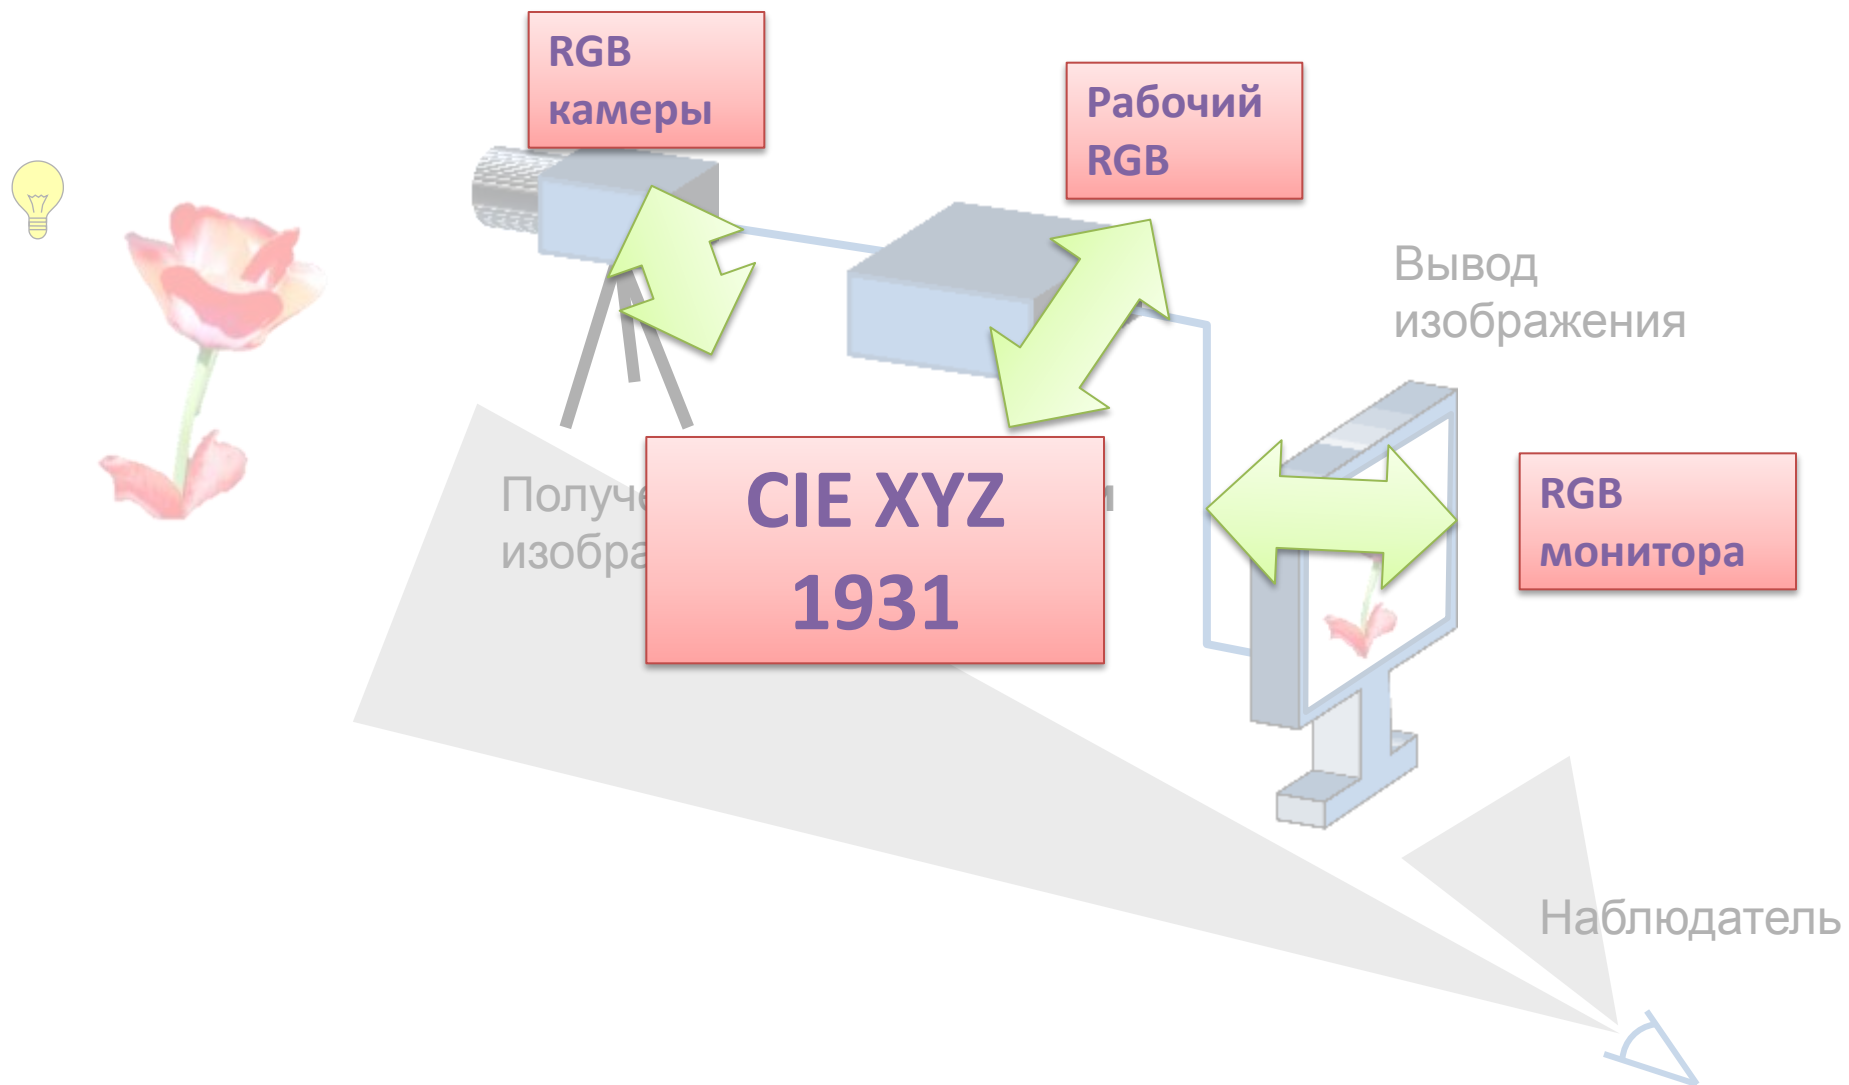 RGB
камеры
Рабочий
RGB
Вывод
изображения
CIE XYZ
1931
RGB
монитора
Наблюдатель